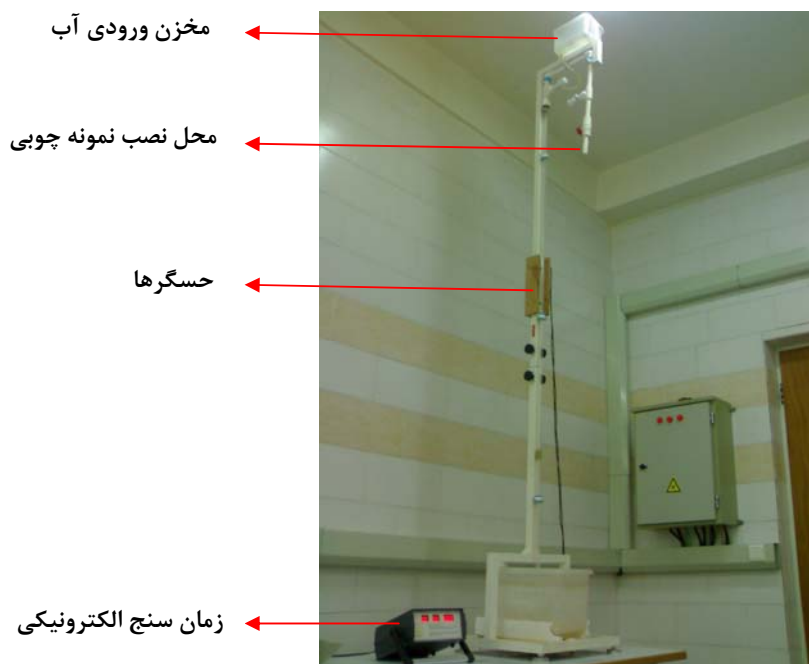 مخزن ورودی آب
محل نصب نمونه چوبی
حسگرها
زمان سنج الکترونیکی